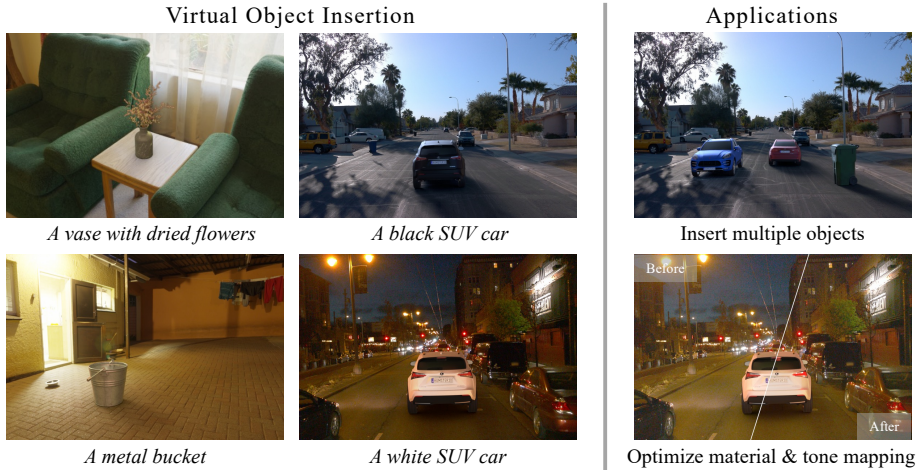 Virtual Object Insertion
Applications
A vase with dried flowers
A black SUV car
Insert multiple objects
Before
After
A metal bucket
A white SUV car
Optimize material & tone mapping